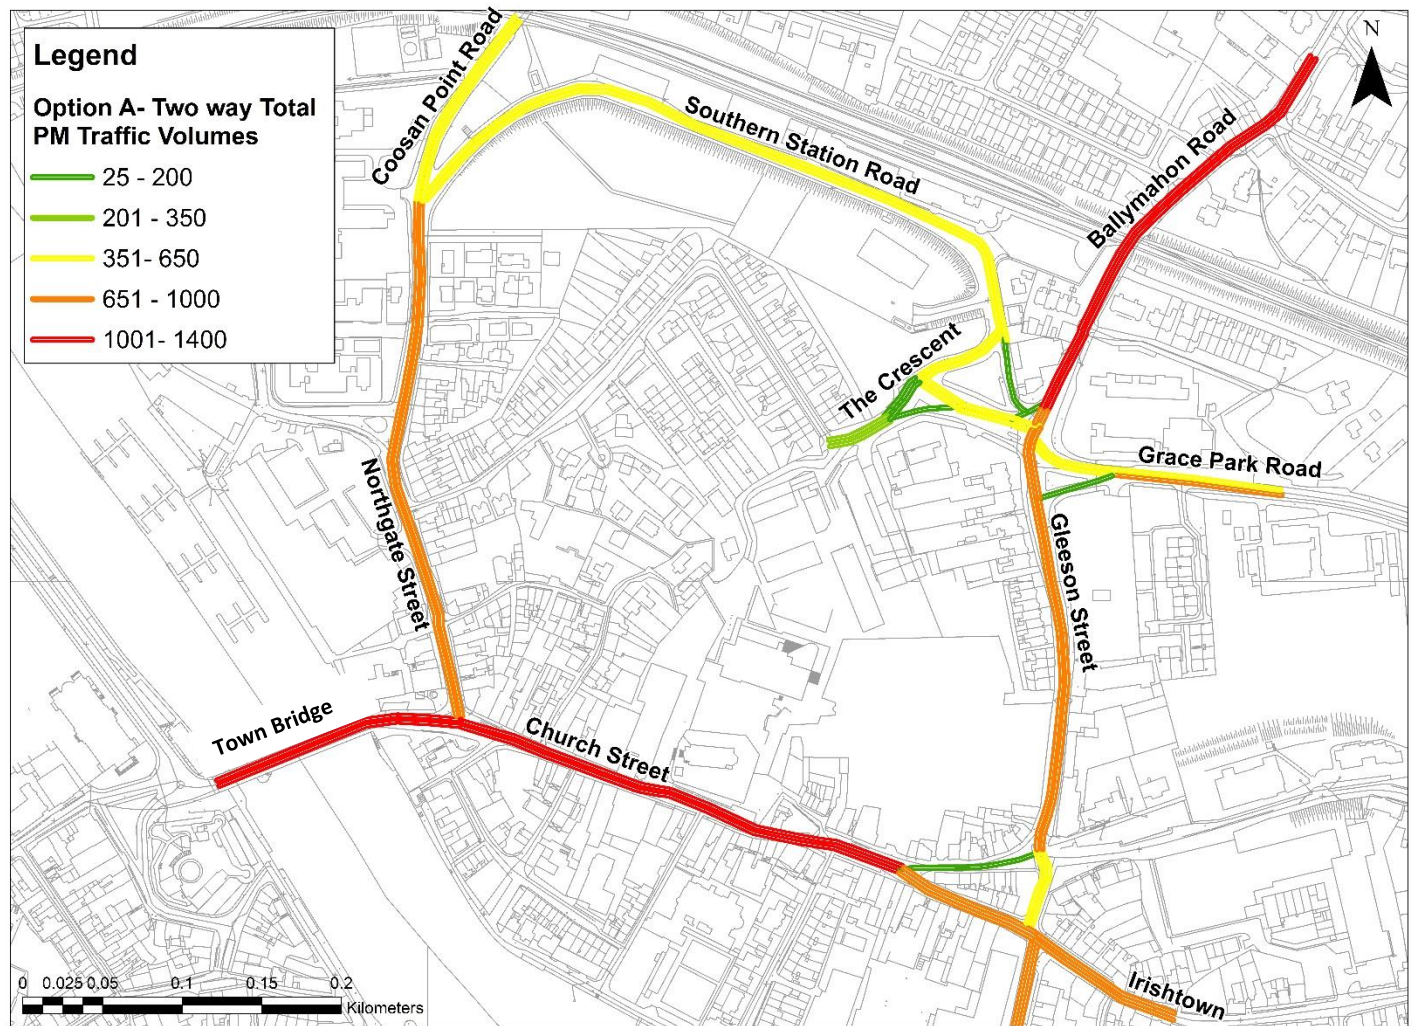 Legend
Option A- Two way Total
PM Traffic Volumes
25 - 200
201 - 350
351- 650
651 - 1000
1001- 1400
N
Coosan Point Road
Southern Station Road
Ballymahon Road
The Crescent
Grace Park Road
Northgate Street
Gleeson Street
Town Bridge
Church Street
Irishtown
0 0.025 0.05 0.1 0.15 0.2
Kilometers